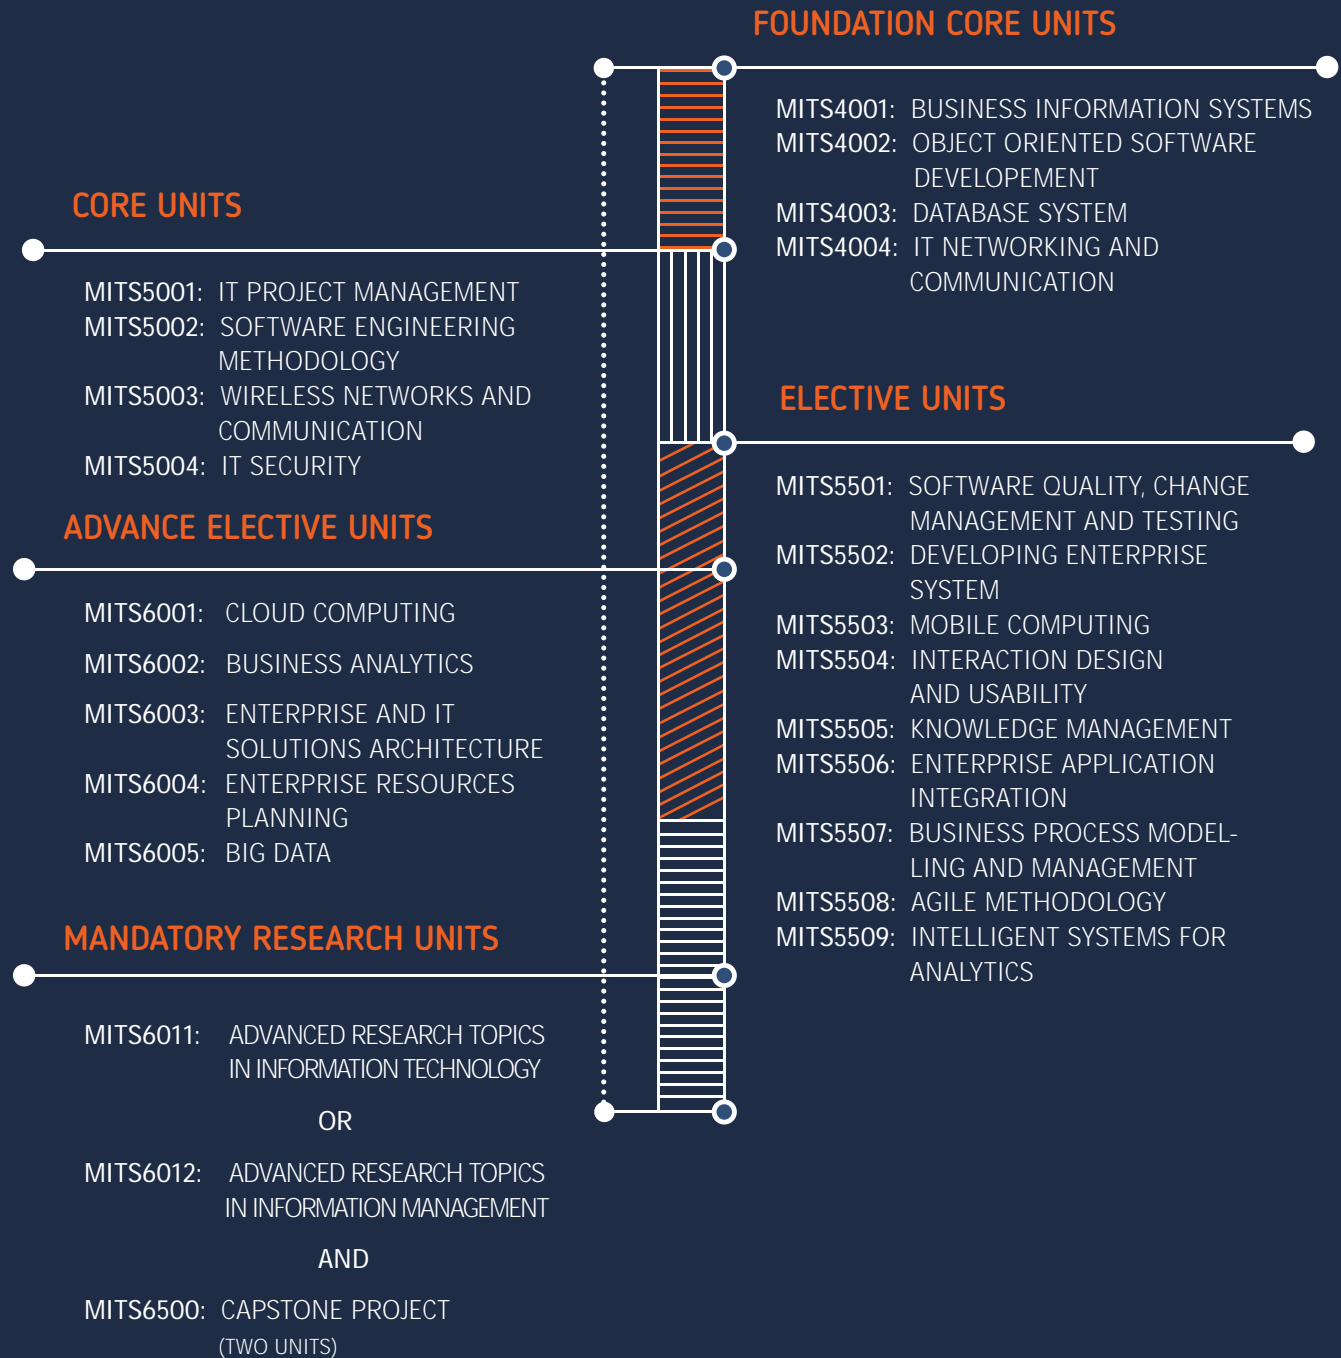 FOUNDATION CORE UNITS
MITS4001: BUSINESS INFORMATION SYSTEMS
MITS4002: OBJECT ORIENTED SOFTWARE
DEVELOPEMENT
MITS4003: DATABASE SYSTEM
MITS4004: IT NETWORKING AND
COMMUNICATION
CORE UNITS
MITS5001: IT PROJECT MANAGEMENT
MITS5002: SOFTWARE ENGINEERING
METHODOLOGY
MITS5003: WIRELESS NETWORKS AND
COMMUNICATION
MITS5004: IT SECURITY
ELECTIVE UNITS
MITS5501: SOFTWARE QUALITY, CHANGE
MANAGEMENT AND TESTING
MITS5502: DEVELOPING ENTERPRISE
SYSTEM
MITS5503: MOBILE COMPUTING
MITS5504: INTERACTION DESIGN
AND USABILITY
MITS5505: KNOWLEDGE MANAGEMENT
MITS5506: ENTERPRISE APPLICATION
INTEGRATION
MITS5507: BUSINESS PROCESS MODEL-
LING AND MANAGEMENT
MITS5508: AGILE METHODOLOGY
MITS5509: INTELLIGENT SYSTEMS FOR
ANALYTICS
ADVANCE ELECTIVE UNITS
MITS6001: CLOUD COMPUTING
MITS6002: BUSINESS ANALYTICS
MITS6003: ENTERPRISE AND IT
SOLUTIONS ARCHITECTURE
MITS6004: ENTERPRISE RESOURCES
PLANNING
MITS6005: BIG DATA
MANDATORY RESEARCH UNITS
MITS6011: ADVANCED RESEARCH TOPICS
IN INFORMATION TECHNOLOGY
OR
MITS6012: ADVANCED RESEARCH TOPICS
IN INFORMATION MANAGEMENT
AND
MITS6500: CAPSTONE PROJECT
(TWO UNITS)